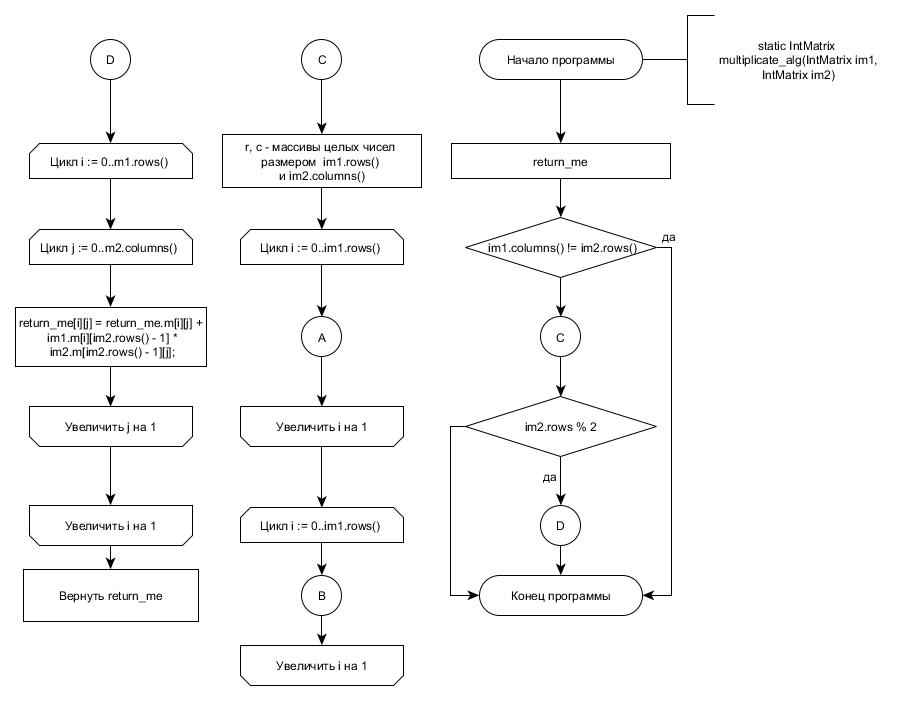 D
Цикл i := 0..m1.rows()
Цикл j := 0..m2.columns()
return_me[i][j] = return_me.m[i][j] +
im1.m[i][im2.rows() - 1] *
im2.m[im2.rows() - 1][j];
Увеличить j на 1
Увеличить i на 1
Вернуть return_me
C
r, c - массивы целых чисел
размером im1.rows()
и im2.columns()
Цикл i := 0..im1.rows()
A
Увеличить i на 1
Цикл i := 0..im1.rows()
B
Увеличить i на 1
Начало программы
static IntMatrix
multiplicate_alg(IntMatrix im1,
IntMatrix im2)
return_me
im1.columns() != im2.rows()
да
C
im2.rows % 2
да
D
Конец программы